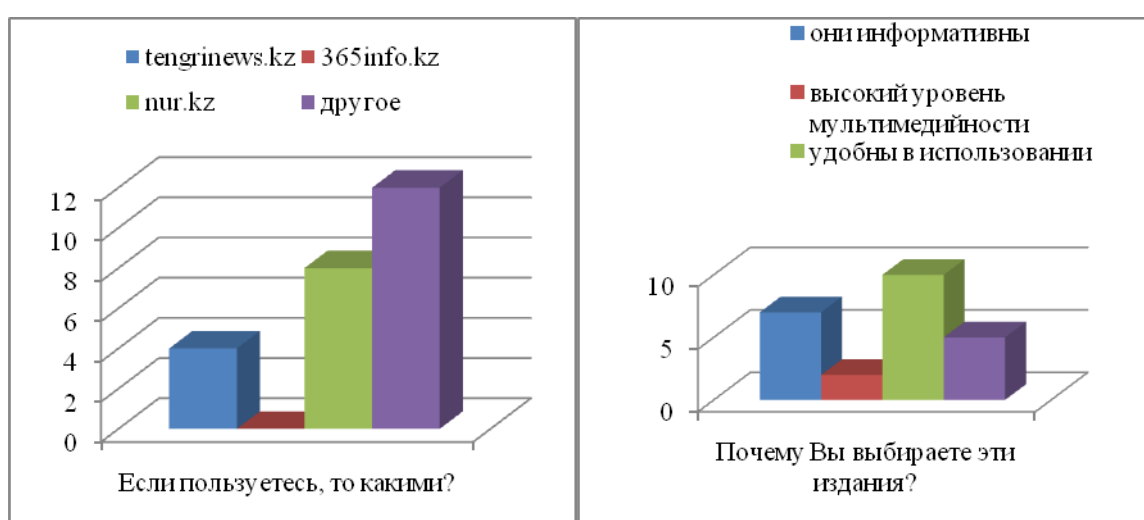 tengrinews.kz 365info.kz
nur.kz другое
12
10
8
6
4
2
0
Если пользуетесь, то какими?
они информативны
высокий уровень
мультимедийности
удобны в использовании
10
5
0
Почему Вы выбираете эти
издания?